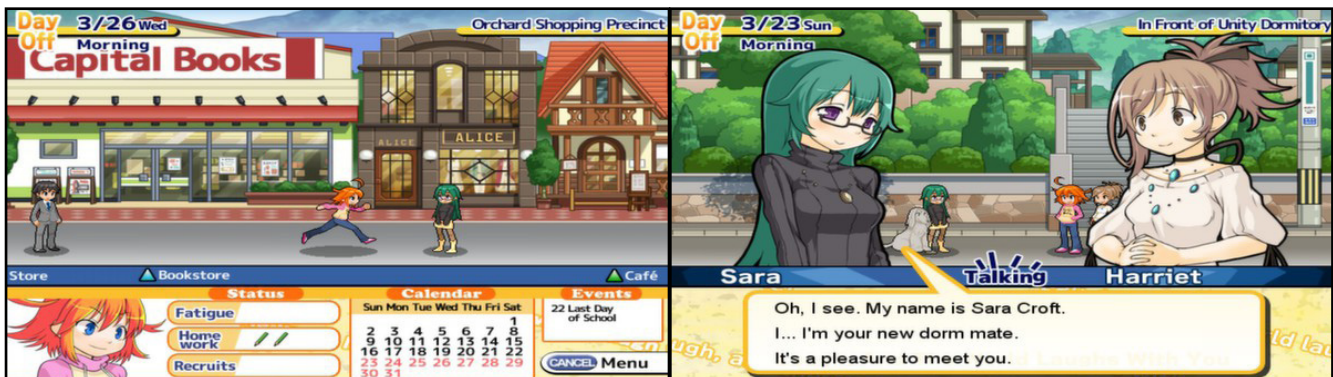 Day Off 3/26 Wed
Morning
Orchard Shopping Precinct
Capital Books
ALICE
ALICE
Store
Bookstore
Café
Status
Fatigue
Home work
Recruits
Calendar
Sun Mon Tue Wed Thu Fri Sat
1
2 3 4 5 6 7 8
9 10 11 12 13 14 15
16 17 18 19 20 21 22
23 24 25 26 27 28 29
30 31
Events
22 Last Day
of School
CANCEL Menu
Day Off 3/23 Sun
Morning
In Front of Unity Dormitory
Sara
Talking
Harriet
Oh, I see. My name is Sara Croft.
I... I'm your new dorm mate.
It's a pleasure to meet you.